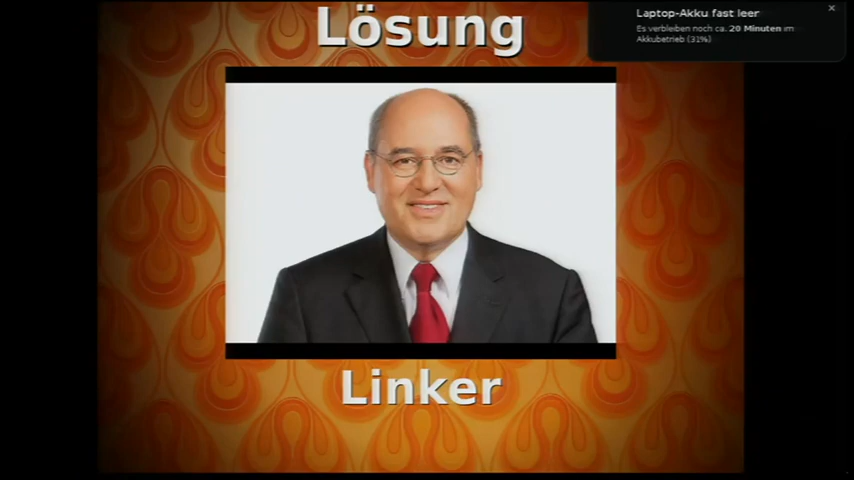 Lösung
Laptop-Akku fast leer
Es verbleiben noch ca. 20 Minuten im
Akkubetrieb (31%)
Linker